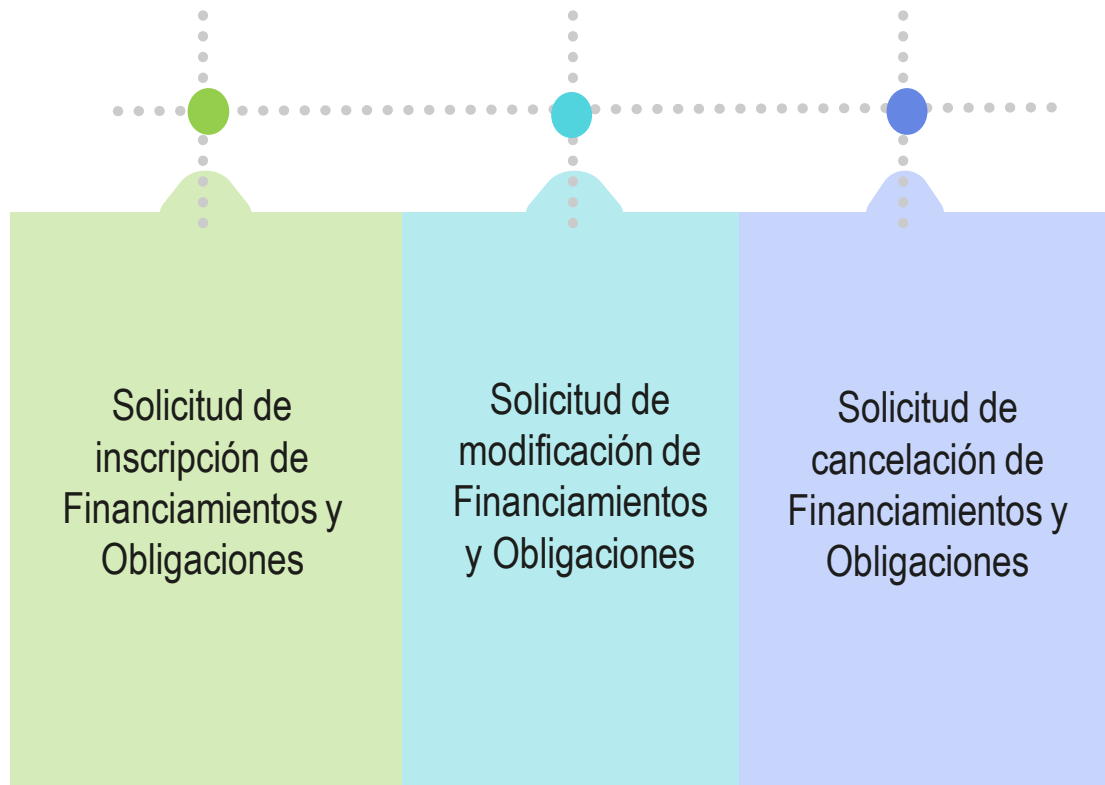 Solicitud de
inscripción de
Financiamientos y
Obligaciones
Solicitud de
modificación de
Financiamientos
y Obligaciones
Solicitud de
cancelación de
Financiamientos y
Obligaciones